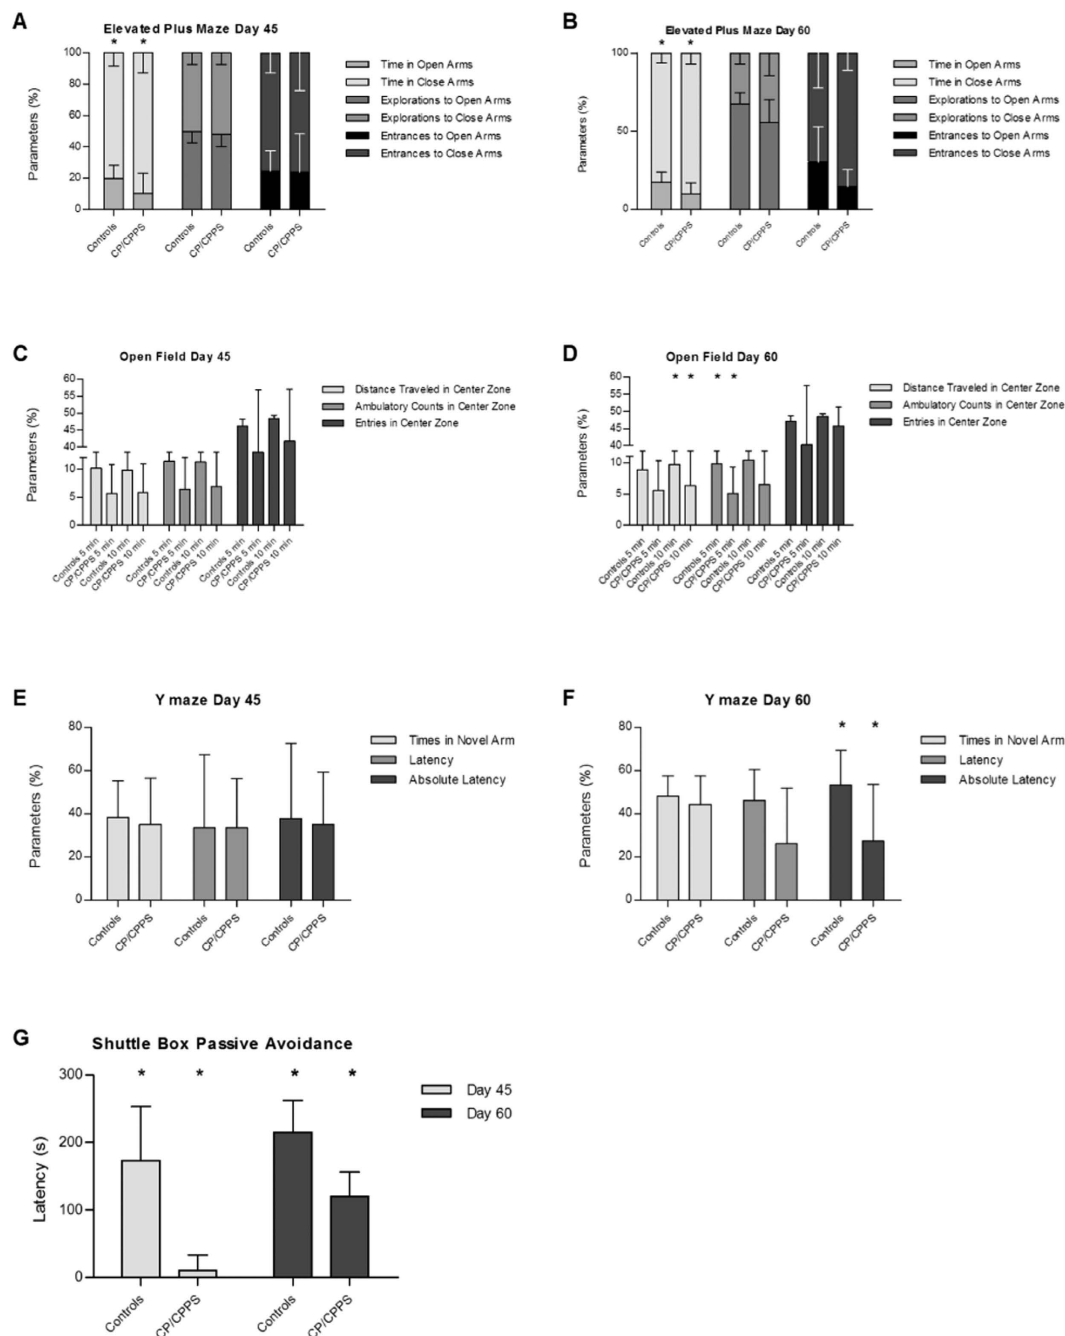 A
Elevated Plus Maze Day 45
* *
Parameters (%)
100
80
60
40
20
0
Controls
CP/CPPS
Controls
CP/CPPS
Controls
CP/CPPS
Time in Open Arms
Time in Close Arms
Explorations to Open Arms
Explorations to Close Arms
Entrances to Open Arms
Entrances to Close Arms
B
Elevated Plus Maze Day 60
* *
Parameters (%)
100
50
0
Controls
CP/CPPS
Controls
CP/CPPS
Controls
CP/CPPS
Time in Open Arms
Time in Close Arms
Explorations to Open Arms
Explorations to Close Arms
Entrances to Open Arms
Entrances to Close Arms
C
Open Field Day 45
Parameters (%)
60
55
50
45
40
10
5
0
Controls 5 min
CP/CPPS 5 min
Controls 10 min
CP/CPPS 10 min
Controls 5 min
CP/CPPS 5 min
Controls 10 min
CP/CPPS 10 min
Controls 5 min
CP/CPPS 5 min
Controls 10 min
CP/CPPS 10 min
Distance Traveled in Center Zone
Ambulatory Counts in Center Zone
Entries in Center Zone
D
Open Field Day 60
* * * *
Parameters (%)
60
55
50
45
40
10
5
0
Controls 5 min
CP/CPPS 5 min
Controls 10 min
CP/CPPS 10 min
Controls 5 min
CP/CPPS 5 min
Controls 10 min
CP/CPPS 10 min
Controls 5 min
CP/CPPS 5 min
Controls 10 min
CP/CPPS 10 min
Distance Traveled in Center Zone
Ambulatory Counts in Center Zone
Entries in Center Zone
E
Y maze Day 45
Parameters (%)
80
60
40
20
0
Controls
CP/CPPS
Controls
CP/CPPS
Controls
CP/CPPS
Times in Novel Arm
Latency
Absolute Latency
F
Y maze Day 60
* *
Parameters (%)
80
60
40
20
0
Controls
CP/CPPS
Controls
CP/CPPS
Controls
CP/CPPS
Times in Novel Arm
Latency
Absolute Latency
G
Shuttle Box Passive Avoidance
* * * *
Latency (s)
300
200
100
0
Controls
CP/CPPS
Controls
CP/CPPS
Day 45
Day 60